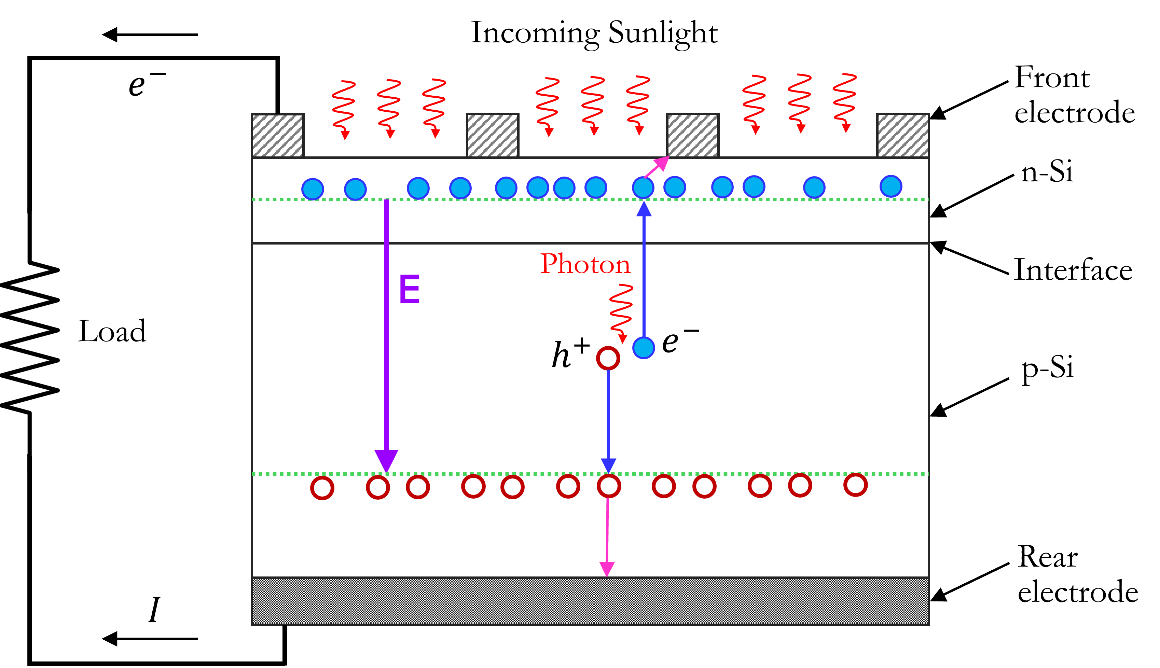 Incoming Sunlight
e⁻
Front
electrode
n-Si
Photon
E
Interface
Load
h⁺
e⁻
p-Si
Rear
electrode
I